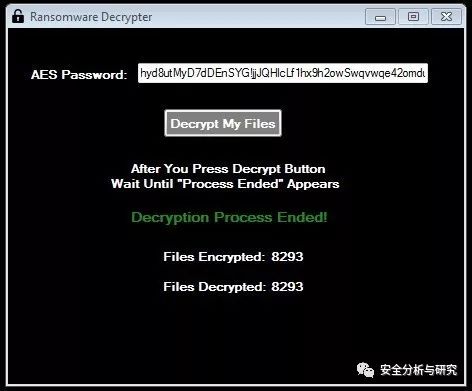 Ransomware Decrypter
AES Password:
Decrypt My Files
After You Press Decrypt Button
Wait Until "Process Ended" Appears
Decryption Process Ended!
Files Encrypted: 8293
Files Decrypted: 8293
安全分析与研究